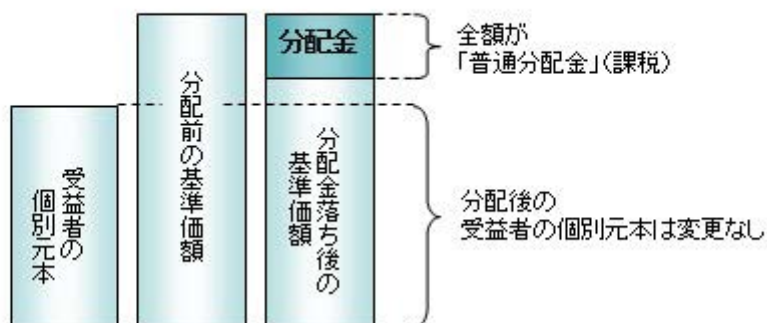 受益者の
個別元本
分配前の基準価額
分配金
分配金落ち後の
基準価額
全額が
「普通分配金」(課税)
分配後の
受益者の個別元本は変更なし